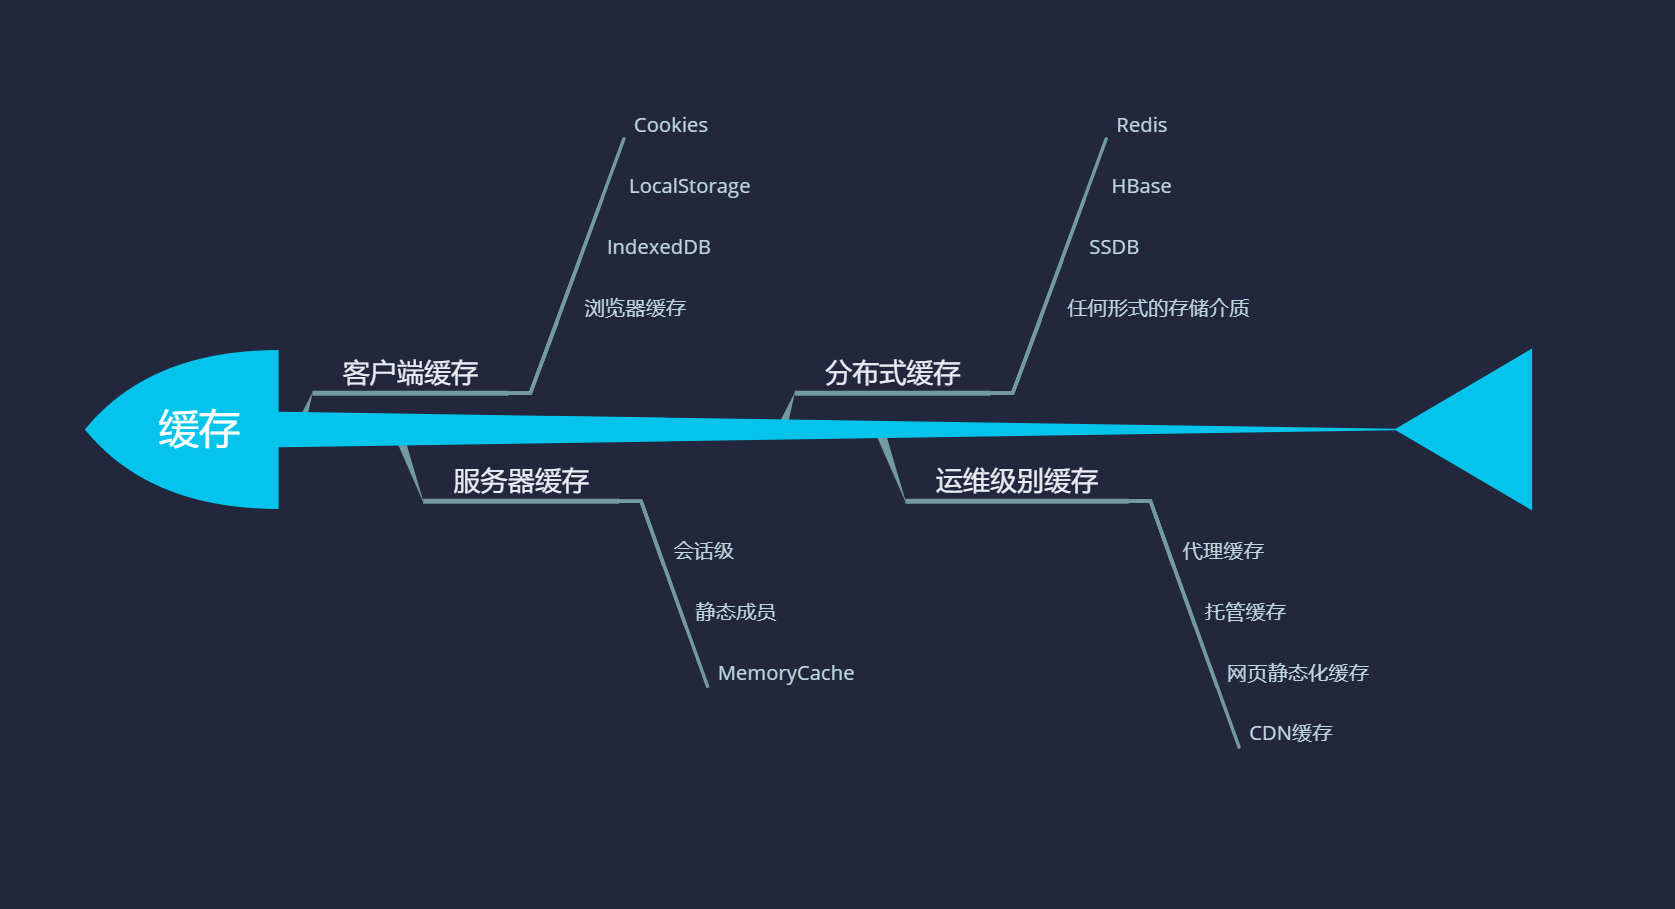 缓存
客户端缓存
Cookies
LocalStorage
IndexedDB
浏览器缓存
服务器缓存
会话级
静态成员
MemoryCache
分布式缓存
Redis
HBase
SSDB
任何形式的存储介质
运维级别缓存
代理缓存
托管缓存
网页静态化缓存
CDN缓存